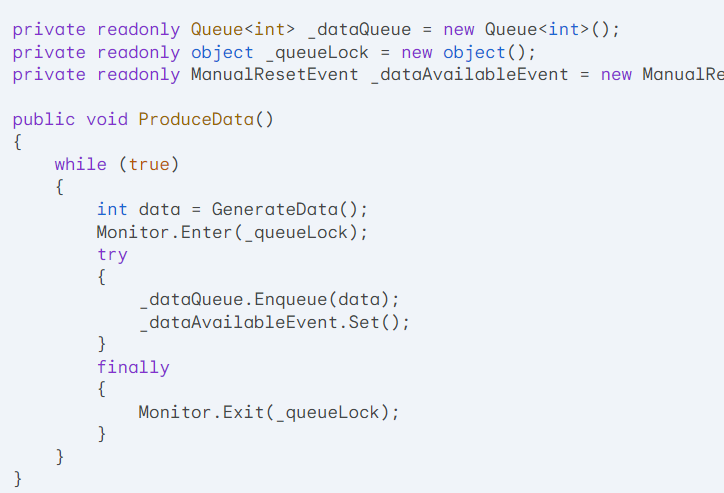 private readonly Queue<int> _dataQueue = new Queue<int>();
private readonly object _queueLock = new object();
private readonly ManualResetEvent _dataAvailableEvent = new ManualRe
public void ProduceData()
{
    while (true)
    {
        int data = GenerateData();
        Monitor.Enter(_queueLock);
        try
        {
            _dataQueue.Enqueue(data);
            _dataAvailableEvent.Set();
        }
        finally
        {
            Monitor.Exit(_queueLock);
        }
    }
}